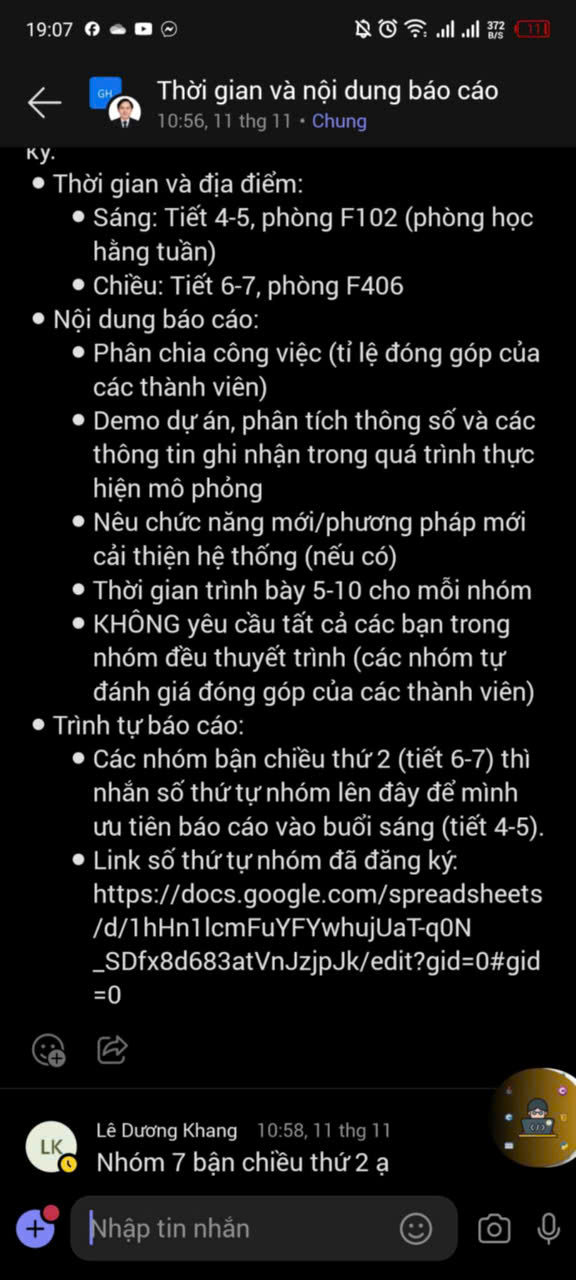 19:07
372
B/S
11
GH
Thời gian và nội dung báo cáo
10:56, 11 thg 11 • Chung
kỳ.
• Thời gian và địa điểm:
• Sáng: Tiết 4-5, phòng F102 (phòng học
hằng tuần)
• Chiều: Tiết 6-7, phòng F406
• Nội dung báo cáo:
• Phân chia công việc (tỉ lệ đóng góp của
các thành viên)
• Demo dự án, phân tích thông số và các
thông tin ghi nhận trong quá trình thực
hiện mô phỏng
• Nêu chức năng mới/phương pháp mới
cải thiện hệ thống (nếu có)
• Thời gian trình bày 5-10 cho mỗi nhóm
• KHÔNG yêu cầu tất cả các bạn trong
nhóm đều thuyết trình (các nhóm tự
đánh giá đóng góp của các thành viên)
• Trình tự báo cáo:
• Các nhóm bận chiều thứ 2 (tiết 6-7) thì
nhắn số thứ tự nhóm lên đây để mình
ưu tiên báo cáo vào buổi sáng (tiết 4-5).
• Link số thứ tự nhóm đã đăng ký:
https://docs.google.com/spreadsheets
/d/1hHn1lcmFuYFYwhujUaT-q0N
_SDfx8d683atVnJzjpJk/edit?gid=0#gid
=0
LK
Lê Dương Khang 10:58, 11 thg 11
Nhóm 7 bận chiều thứ 2 ạ
Nhập tin nhắn